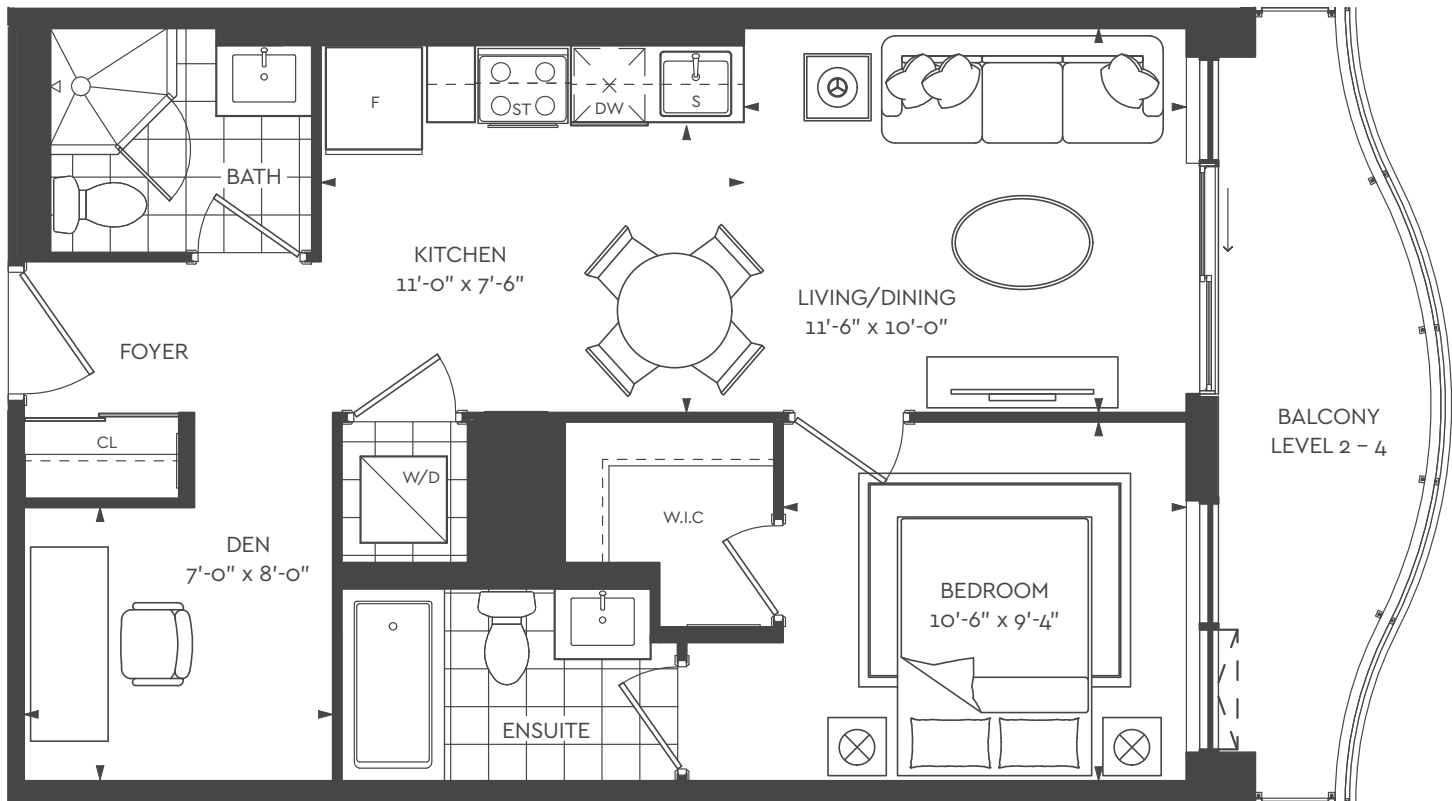 F
ST
DW
S
BATH
KITCHEN
11'-0" x 7'-6"
LIVING/DINING
11'-6" x 10'-0"
FOYER
CL
W/D
W.I.C
DEN
7'-0" x 8'-0"
BEDROOM
10'-6" x 9'-4"
ENSUITE
BALCONY
LEVEL 2 – 4